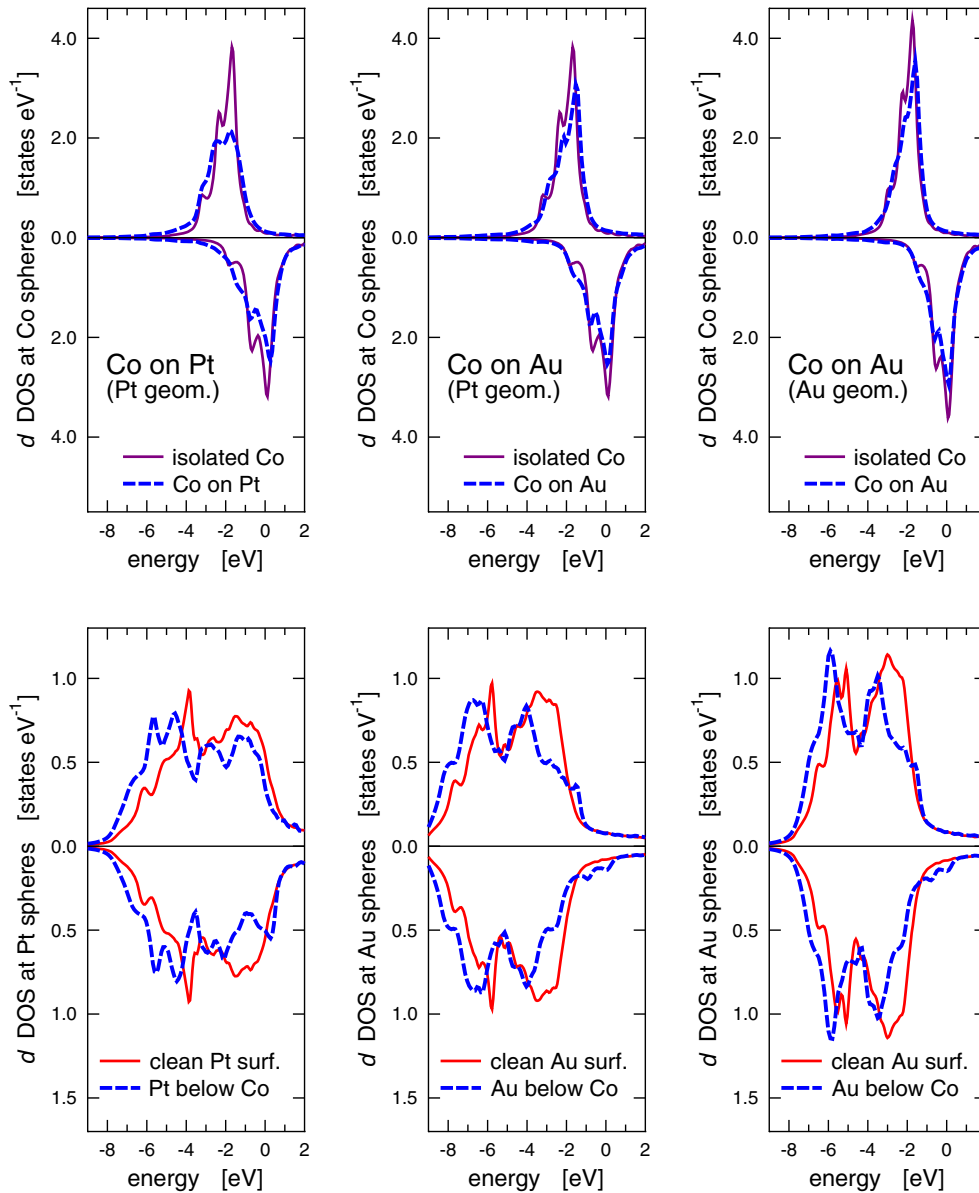 d DOS at Co spheres [states eV-1]
4.0
2.0
0.0
2.0
4.0
Co on Pt
(Pt geom.)
isolated Co
Co on Pt
-8 -6 -4 -2 0 2
energy [eV]
d DOS at Co spheres [states eV-1]
4.0
2.0
0.0
2.0
4.0
Co on Au
(Pt geom.)
isolated Co
Co on Au
-8 -6 -4 -2 0 2
energy [eV]
d DOS at Co spheres [states eV-1]
4.0
2.0
0.0
2.0
4.0
Co on Au
(Au geom.)
isolated Co
Co on Au
-8 -6 -4 -2 0
energy [eV]
d DOS at Pt spheres [states eV-1]
1.0
0.5
0.0
0.5
1.0
1.5
clean Pt surf.
Pt below Co
-8 -6 -4 -2 0 2
energy [eV]
d DOS at Au spheres [states eV-1]
1.0
0.5
0.0
0.5
1.0
1.5
clean Au surf.
Au below Co
-8 -6 -4 -2 0 2
energy [eV]
d DOS at Au spheres [states eV-1]
1.0
0.5
0.0
0.5
1.0
1.5
clean Au surf.
Au below Co
-8 -6 -4 -2 0
energy [eV]